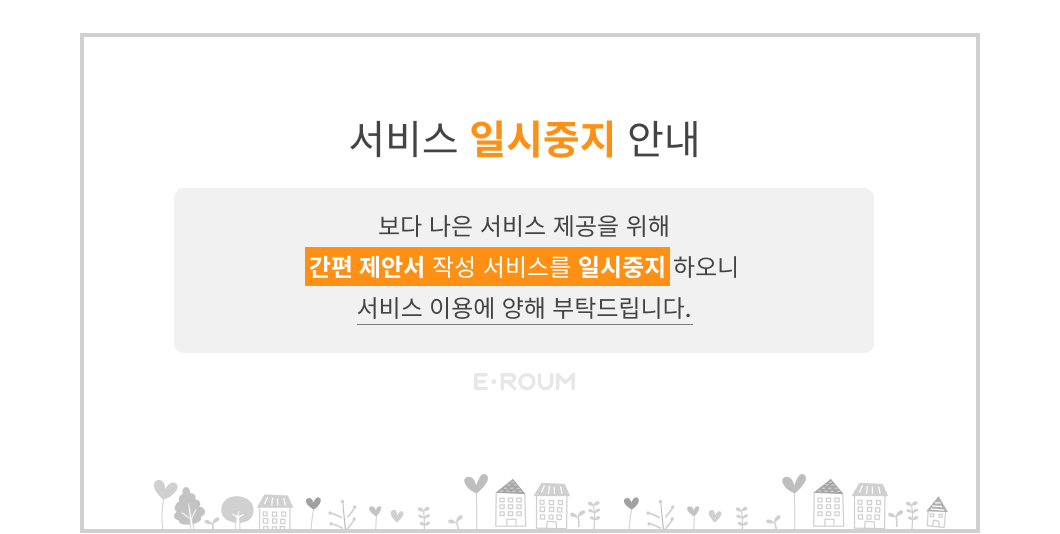 서비스 일시중지 안내
보다 나은 서비스 제공을 위해
간편 제안서 작성 서비스를 일시중지 하오니
서비스 이용에 양해 부탁드립니다.
E·ROUM